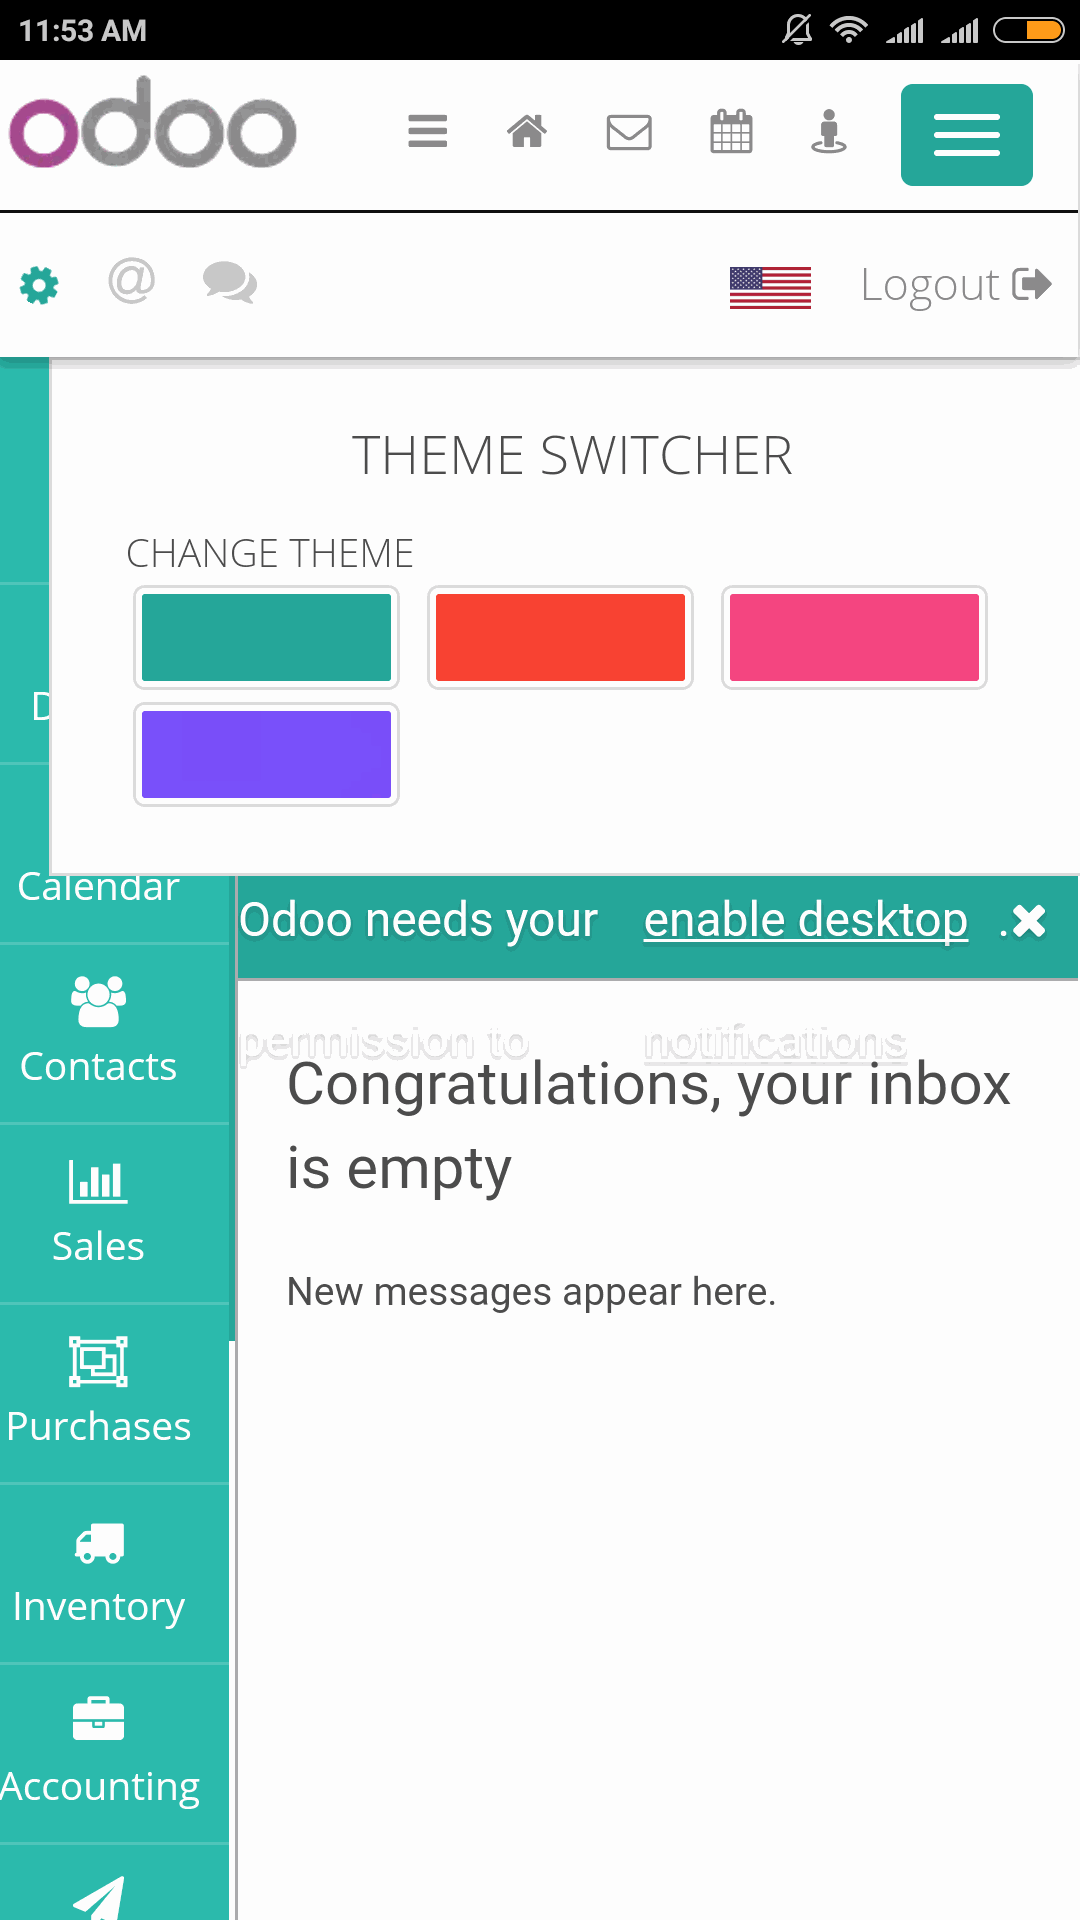 11:53 AM
odoo
@
Logout
THEME SWITCHER
CHANGE THEME
D
Calendar
Odoo needs your enable desktop .
permission to notifications
Congratulations, your inbox
is empty
New messages appear here.
Contacts
Sales
Purchases
Inventory
Accounting